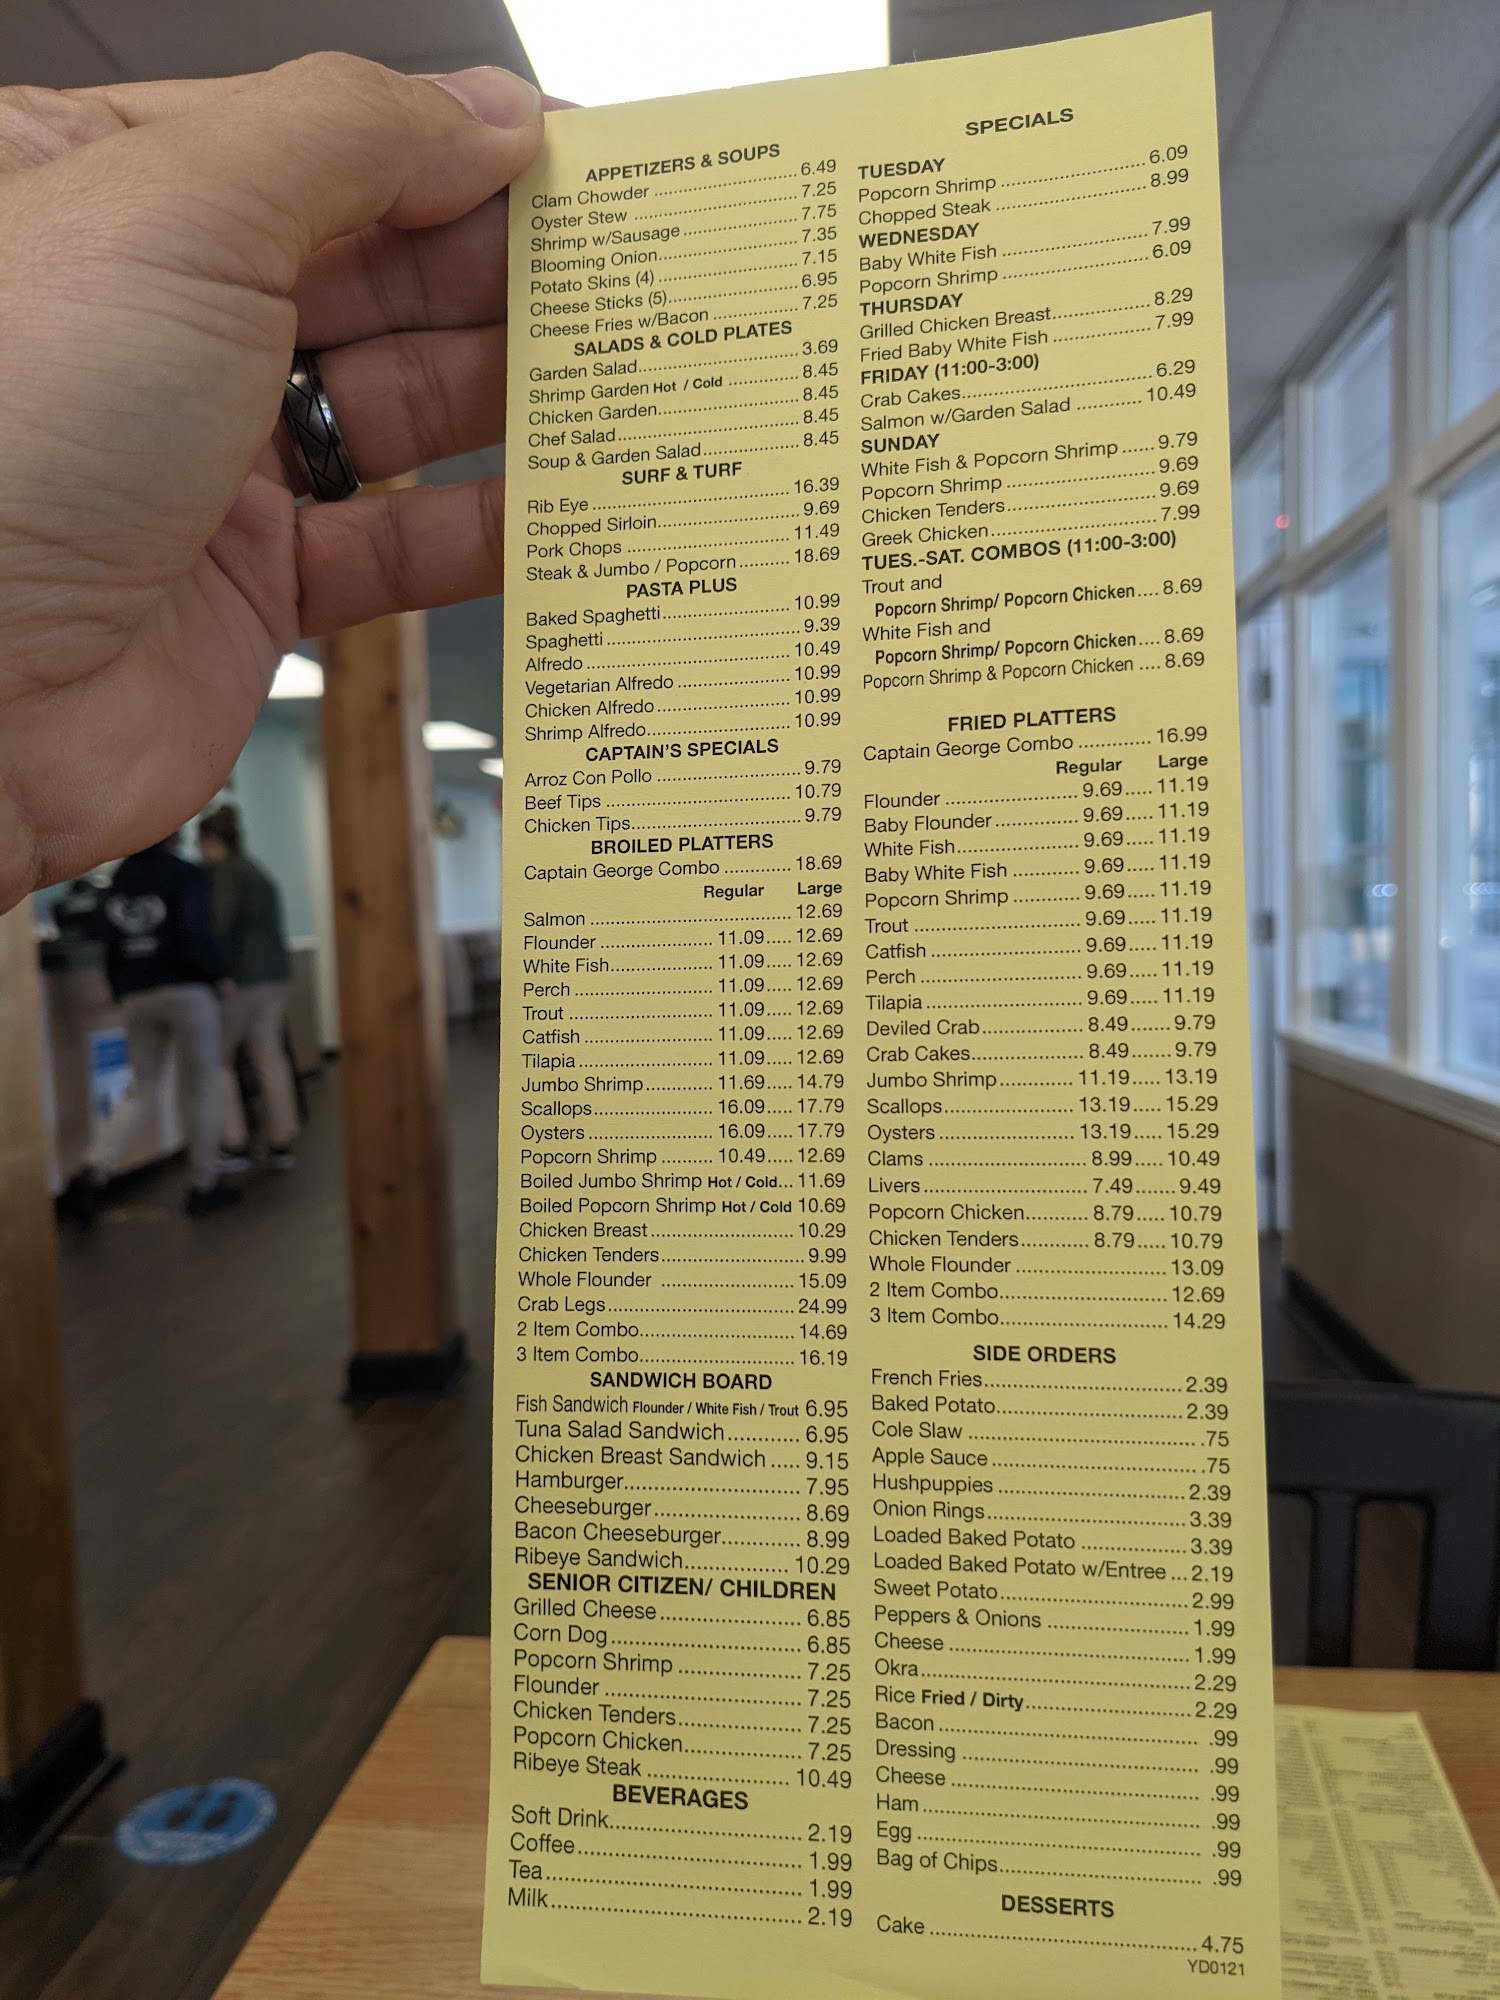 APPETIZERS & SOUPS
Clam Chowder 6.49
Oyster Stew 7.25
Shrimp w/Sausage 7.75
Blooming Onion 7.35
Potato Skins (4) 7.15
Cheese Sticks (5) 6.95
Cheese Fries w/Bacon 7.25
SALADS & COLD PLATES
Garden Salad 3.69
Shrimp Garden Hot / Cold 8.45
Chicken Garden 8.45
Chef Salad 8.45
Soup & Garden Salad 8.45
SURF & TURF
Rib Eye 16.39
Chopped Sirloin 9.69
Pork Chops 11.49
Steak & Jumbo / Popcorn 18.69
PASTA PLUS
Baked Spaghetti 10.99
Spaghetti 9.39
Alfredo 10.49
Vegetarian Alfredo 10.99
Chicken Alfredo 10.99
Shrimp Alfredo 10.99
CAPTAIN'S SPECIALS
Arroz Con Pollo 9.79
Beef Tips 10.79
Chicken Tips 9.79
BROILED PLATTERS
Captain George Combo 18.69
Regular Large
Salmon 12.69
Flounder 11.09 12.69
White Fish 11.09 12.69
Perch 11.09 12.69
Trout 11.09 12.69
Catfish 11.09 12.69
Tilapia 11.09 12.69
Jumbo Shrimp 11.69 14.79
Scallops 16.09 17.79
Oysters 16.09 17.79
Popcorn Shrimp 10.49 12.69
Boiled Jumbo Shrimp Hot / Cold 11.69
Boiled Popcorn Shrimp Hot / Cold 10.69
Chicken Breast 10.29
Chicken Tenders 9.99
Whole Flounder 15.09
Crab Legs 24.99
2 Item Combo 14.69
3 Item Combo 16.19
SANDWICH BOARD
Fish Sandwich Flounder / White Fish / Trout 6.95
Tuna Salad Sandwich 6.95
Chicken Breast Sandwich 9.15
Hamburger 7.95
Cheeseburger 8.69
Bacon Cheeseburger 8.99
Ribeye Sandwich 10.29
SENIOR CITIZEN/ CHILDREN
Grilled Cheese 6.85
Corn Dog 6.85
Popcorn Shrimp 7.25
Flounder 7.25
Chicken Tenders 7.25
Popcorn Chicken 7.25
Ribeye Steak 10.49
BEVERAGES
Soft Drink 2.19
Coffee 1.99
Tea 1.99
Milk 2.19
SPECIALS
TUESDAY
Popcorn Shrimp 6.09
Chopped Steak 8.99
WEDNESDAY
Baby White Fish 7.99
Popcorn Shrimp 6.09
THURSDAY
Grilled Chicken Breast 8.29
Fried Baby White Fish 7.99
FRIDAY (11:00-3:00)
Crab Cakes 6.29
Salmon w/Garden Salad 10.49
SUNDAY
White Fish & Popcorn Shrimp 9.79
Popcorn Shrimp 9.69
Chicken Tenders 9.69
Greek Chicken 7.99
TUES.-SAT. COMBOS (11:00-3:00)
Trout and
Popcorn Shrimp/ Popcorn Chicken 8.69
White Fish and
Popcorn Shrimp/ Popcorn Chicken 8.69
Popcorn Shrimp & Popcorn Chicken 8.69
FRIED PLATTERS
Captain George Combo 16.99
Regular Large
Flounder 9.69 11.19
Baby Flounder 9.69 11.19
White Fish 9.69 11.19
Baby White Fish 9.69 11.19
Popcorn Shrimp 9.69 11.19
Trout 9.69 11.19
Catfish 9.69 11.19
Perch 9.69 11.19
Tilapia 9.69 11.19
Deviled Crab 8.49 9.79
Crab Cakes 8.49 9.79
Jumbo Shrimp 11.19 13.19
Scallops 13.19 15.29
Oysters 13.19 15.29
Clams 8.99 10.49
Livers 7.49 9.49
Popcorn Chicken 8.79 10.79
Chicken Tenders 8.79 10.79
Whole Flounder 13.09
2 Item Combo 12.69
3 Item Combo 14.29
SIDE ORDERS
French Fries 2.39
Baked Potato 2.39
Cole Slaw .75
Apple Sauce .75
Hushpuppies 2.39
Onion Rings 3.39
Loaded Baked Potato 3.39
Loaded Baked Potato w/Entree 2.19
Sweet Potato 2.99
Peppers & Onions 1.99
Cheese 1.99
Okra 2.29
Rice Fried / Dirty 2.29
Bacon .99
Dressing .99
Cheese .99
Ham .99
Egg .99
Bag of Chips .99
DESSERTS
Cake 4.75
YD0121